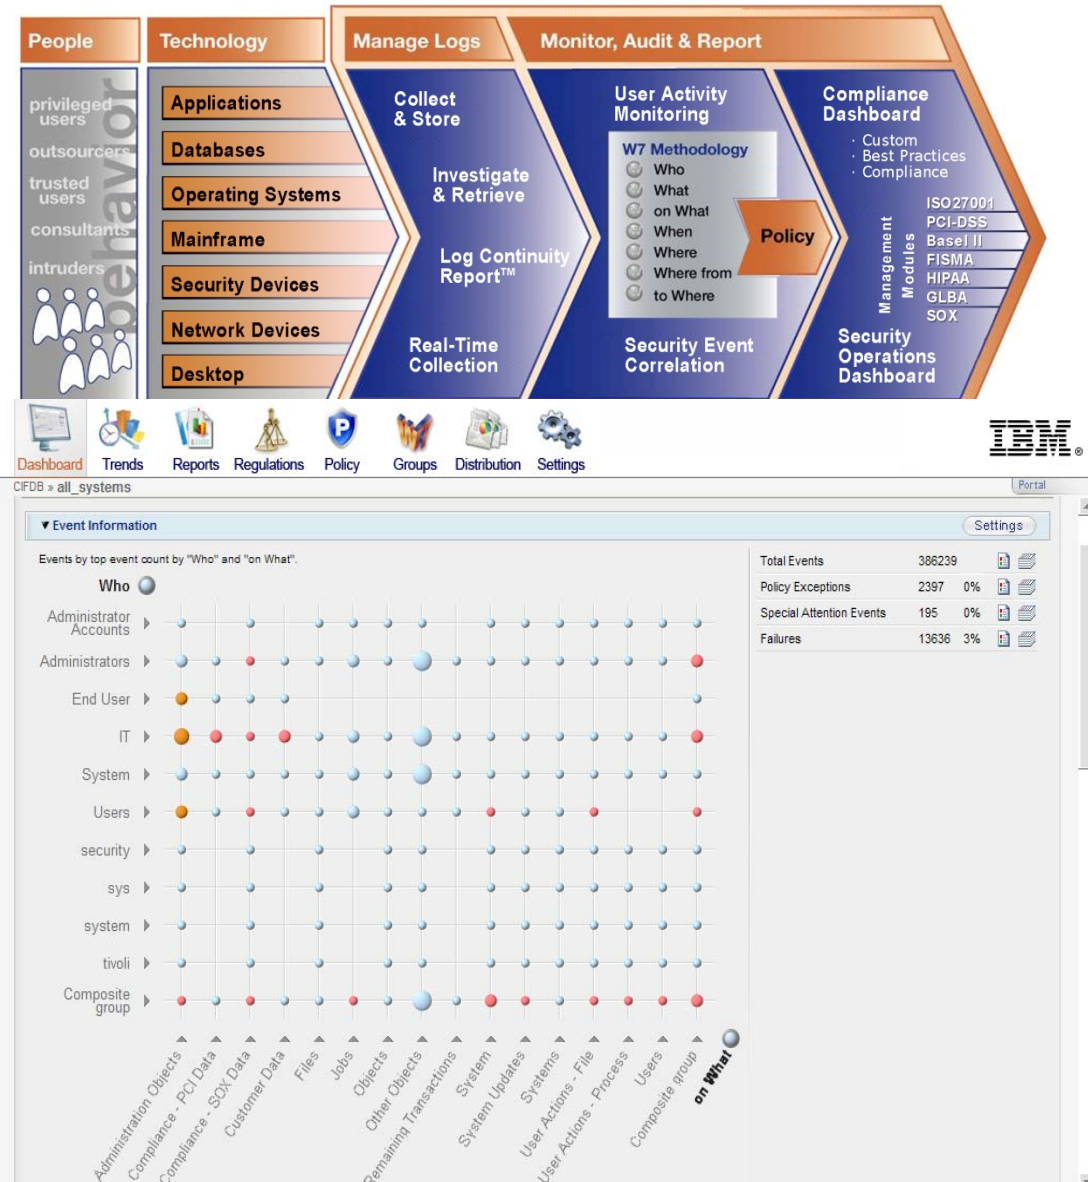 People
Technology
Manage Logs
Monitor, Audit & Report
privileged
users
outsourcers
trusted
users
consultants
intruders
behavior
Applications
Databases
Operating Systems
Mainframe
Security Devices
Network Devices
Desktop
Collect
& Store
Investigate
& Retrieve
Log Continuity
Report™
Real-Time
Collection
User Activity
Monitoring
W7 Methodology
Who
What
on What
When
Where
Where from
to Where
Policy
Security Event
Correlation
Compliance
Dashboard
· Custom
· Best Practices
· Compliance
Management
Modules
ISO27001
PCI-DSS
Basel II
FISMA
HIPAA
GLBA
SOX
Security
Operations
Dashboard
Dashboard
Trends
Reports
Regulations
Policy
Groups
Distribution
Settings
IBM®
CIFDB » all_systems
Portal
▼ Event Information
Settings
Events by top event count by "Who" and "on What".
Who
Administrator
Accounts
Administrators
End User
IT
System
Users
security
sys
system
tivoli
Composite
group
Administration Objects
Compliance - PCI Data
Compliance - SOX Data
Customer Data
Files
Jobs
Objects
Other Objects
Remaining Transactions
System
System Updates
Systems
User Actions - File
User Actions - Process
Users
Composite group
on What
Total Events 386239
Policy Exceptions 2397 0%
Special Attention Events 195 0%
Failures 13636 3%